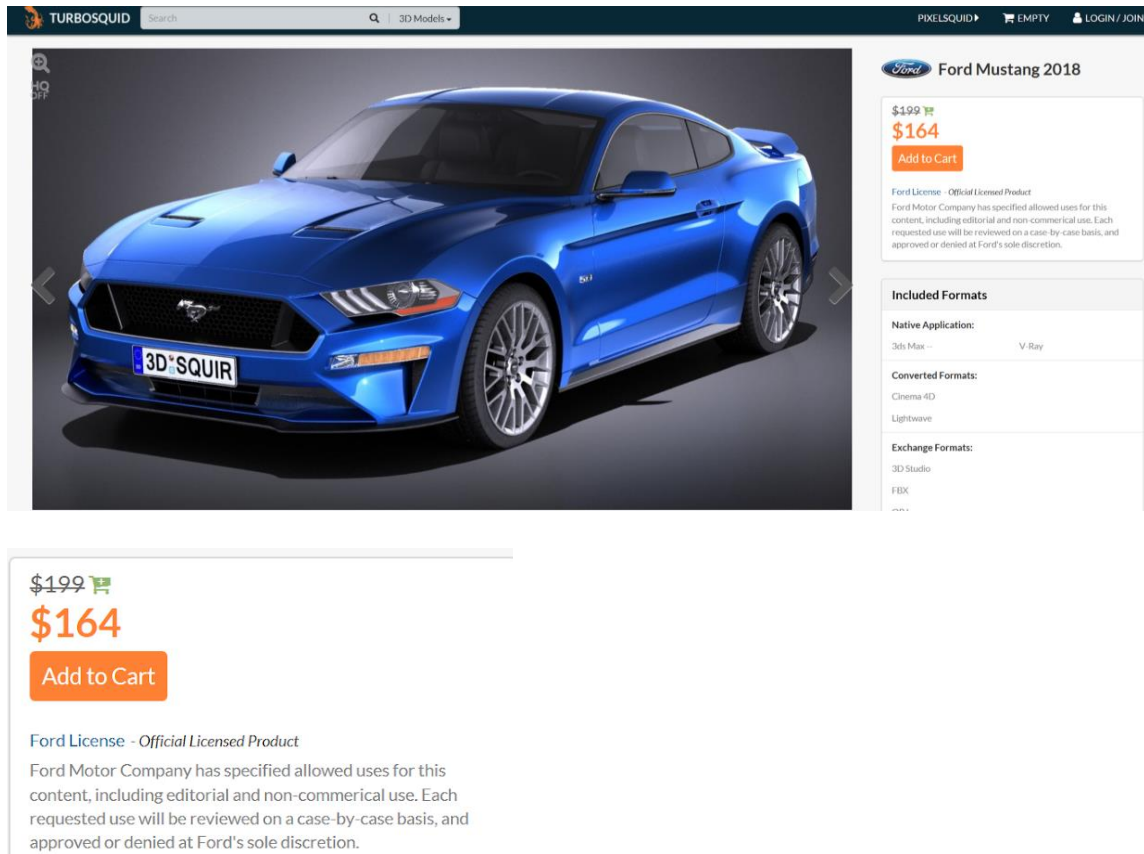 TURBOSQUID Search 3D Models PIXELSQUID EMPTY LOGIN / JOIN
HQ
OFF
Ford Ford Mustang 2018
$199
$164
Add to Cart
Ford License - Official Licensed Product
Ford Motor Company has specified allowed uses for this
content, including editorial and non-commerical use. Each
requested use will be reviewed on a case-by-case basis, and
approved or denied at Ford's sole discretion.
5.0
3D SQUIR
Included Formats
Native Application:
3ds Max -- V-Ray
Converted Formats:
Cinema 4D
Lightwave
Exchange Formats:
3D Studio
FBX
$199
$164
Add to Cart
Ford License - Official Licensed Product
Ford Motor Company has specified allowed uses for this
content, including editorial and non-commerical use. Each
requested use will be reviewed on a case-by-case basis, and
approved or denied at Ford's sole discretion.